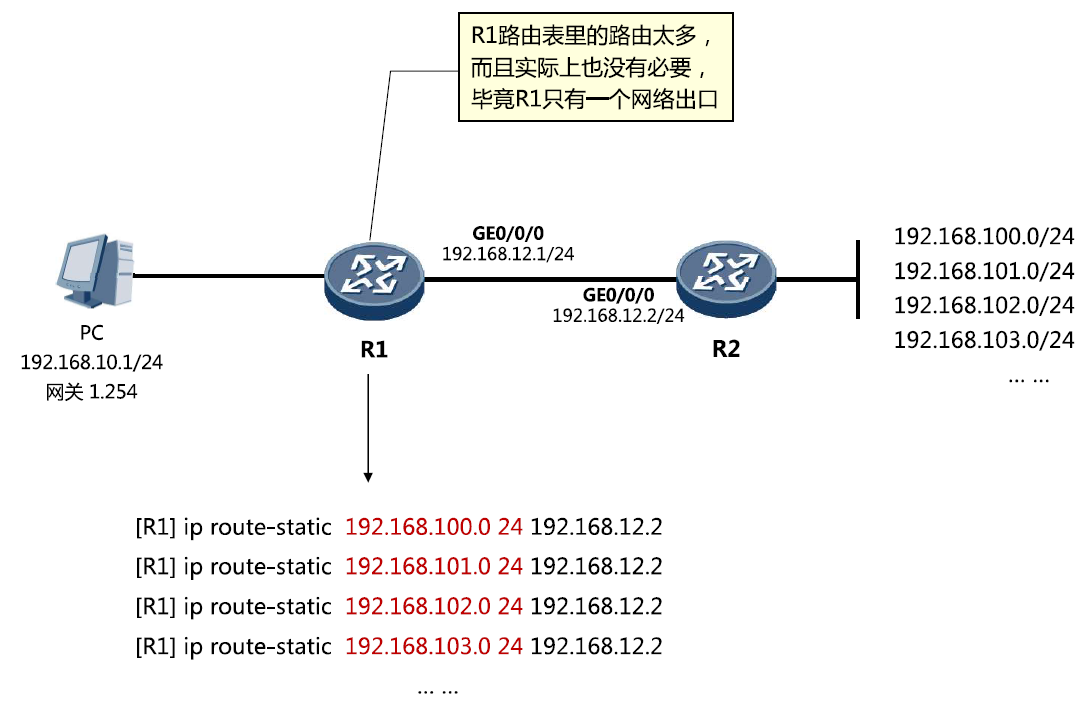 R1路由表里的路由太多，
而且实际上也没有必要，
毕竟R1只有一个网络出口
GE0/0/0
192.168.12.1/24
GE0/0/0
192.168.12.2/24
192.168.100.0/24
192.168.101.0/24
192.168.102.0/24
192.168.103.0/24
... ...
PC
192.168.10.1/24
网关 1.254
R1
R2
[R1] ip route-static 192.168.100.0 24 192.168.12.2
[R1] ip route-static 192.168.101.0 24 192.168.12.2
[R1] ip route-static 192.168.102.0 24 192.168.12.2
[R1] ip route-static 192.168.103.0 24 192.168.12.2
... ...